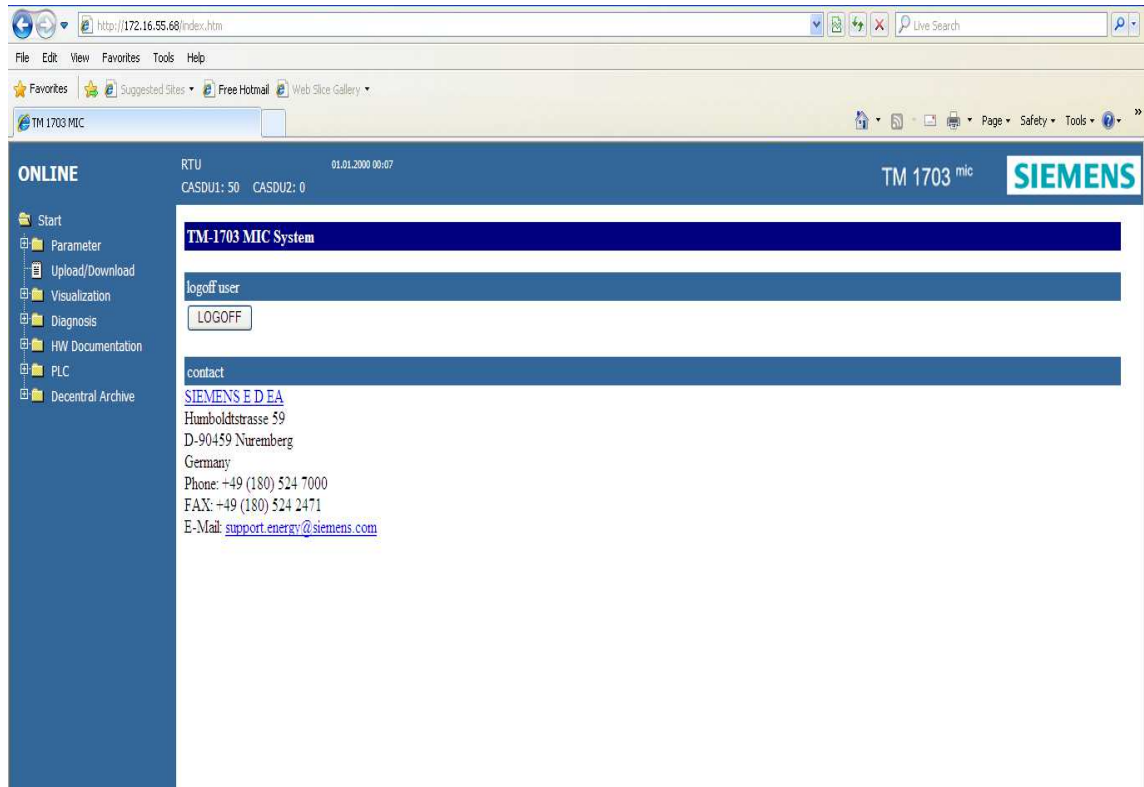 http://172.16.55.68/index.htm
Live Search
File Edit View Favorites Tools Help
Favorites Suggested Sites Free Hotmail Web Slice Gallery
TM 1703 MIC
Page Safety Tools »
ONLINE
RTU 01.01.2000 00:07
CASDU1: 50 CASDU2: 0
TM 1703 mic
SIEMENS
Start
Parameter
Upload/Download
Visualization
Diagnosis
HW Documentation
PLC
Decentral Archive
TM-1703 MIC System
logoff user
LOGOFF
contact
SIEMENS E D EA
Humboldtstrasse 59
D-90459 Nuremberg
Germany
Phone: +49 (180) 524 7000
FAX: +49 (180) 524 2471
E-Mail: support.energy@siemens.com